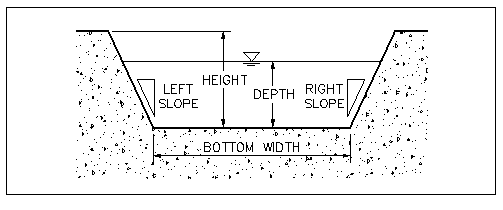 HEIGHT
LEFT
SLOPE
DEPTH
RIGHT
SLOPE
BOTTOM WIDTH